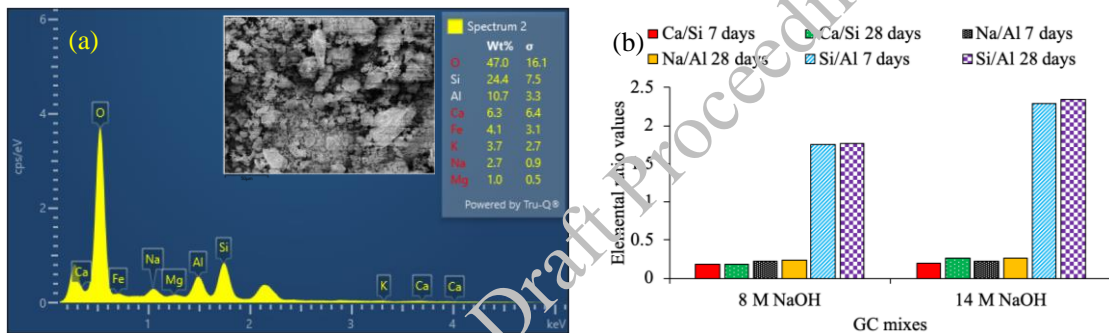 (a)
Spectrum 2
Wt% σ
O 47.0 16.1
Si 24.4 7.5
Al 10.7 3.3
Ca 6.3 6.4
Fe 4.1 3.1
K 3.7 2.7
Na 2.7 0.9
Mg 1.0 0.5
Powered by Tru-Q®
cps/eV
6
4
2
0
O
Ca
Fe
Na
Mg
Al
Si
K
Ca
Ca
1
2
3
4
keV
(b)
Ca/Si 7 days
Ca/Si 28 days
Na/Al 7 days
Na/Al 28 days
Si/Al 7 days
Si/Al 28 days
Elemental ratio values
2.5
2
1.5
1
0.5
0
8 M NaOH
14 M NaOH
GC mixes
Draft Proceedin